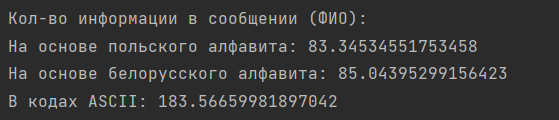 Кол-во информации в сообщении (ФИО):
На основе польского алфавита: 83.34534551753458
На основе белорусского алфавита: 85.04395299156423
В кодах ASCII: 183.56659981897042